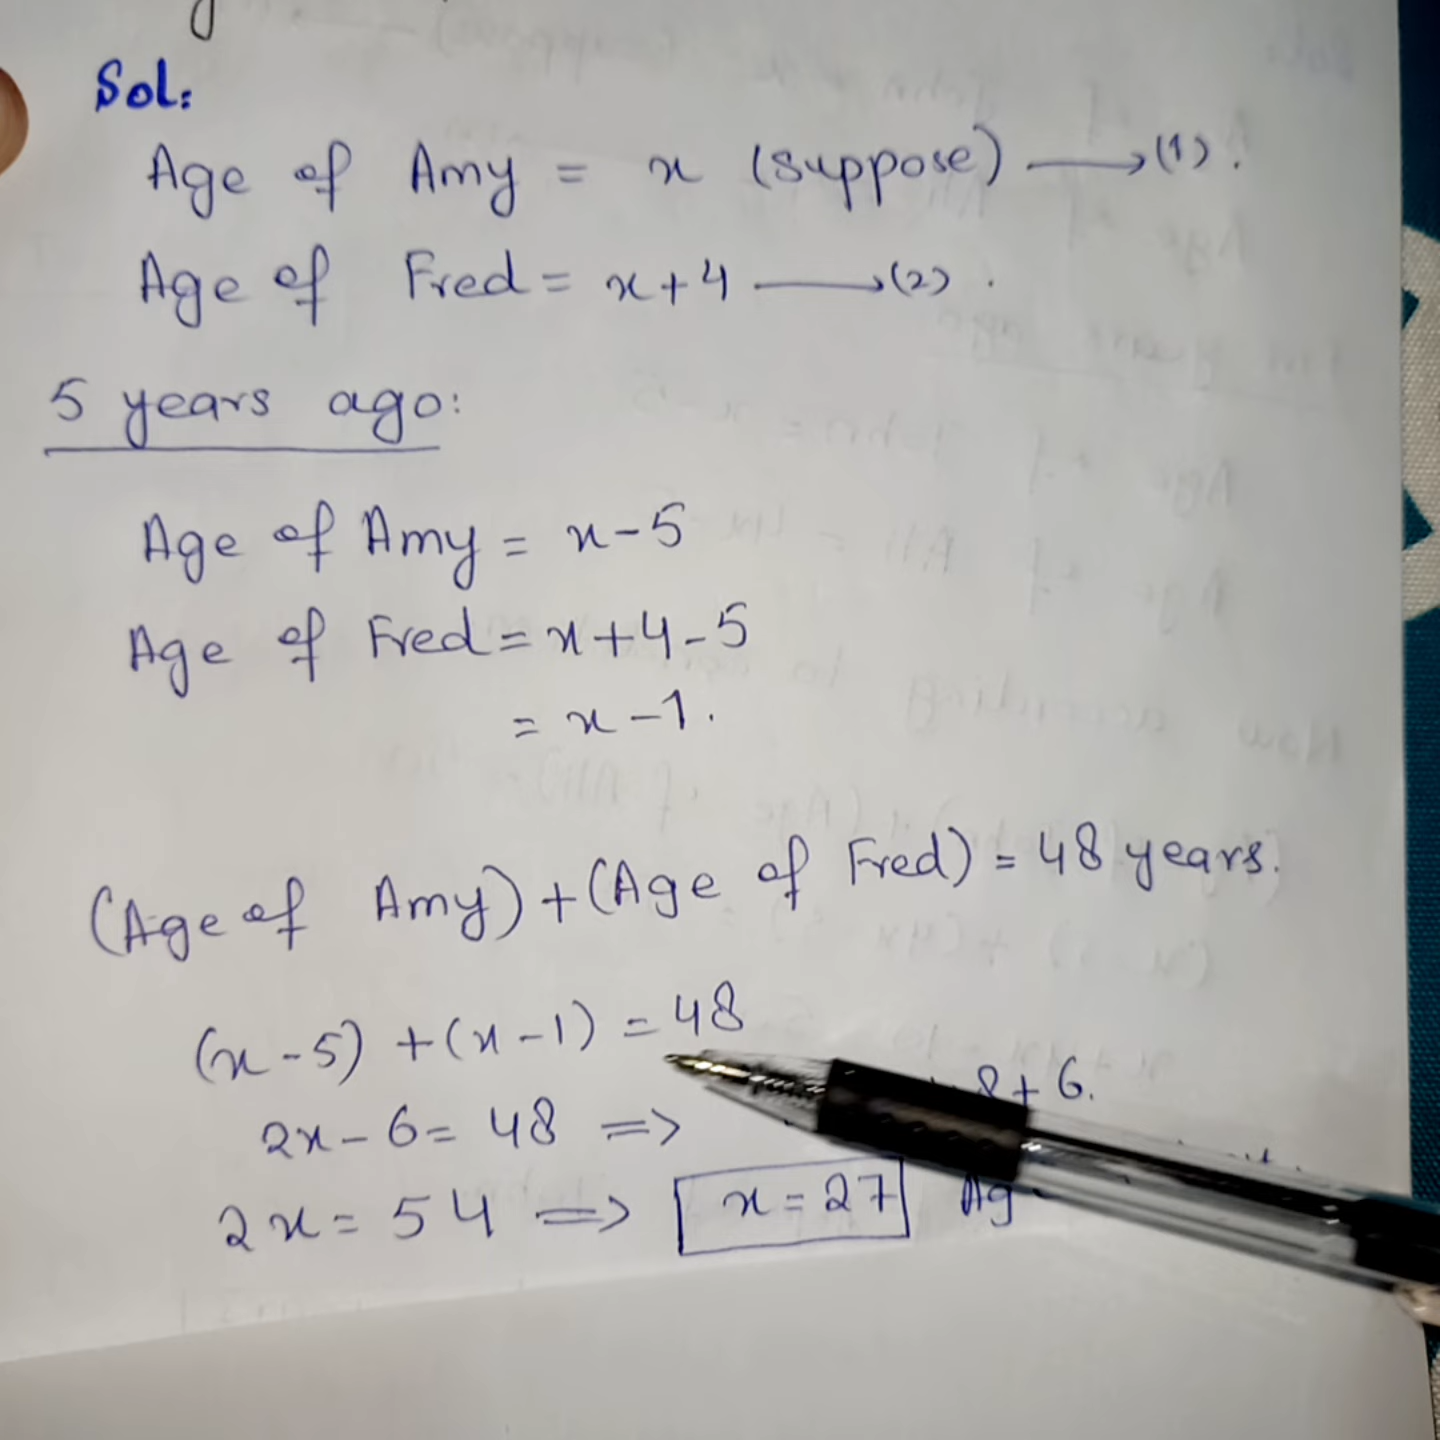 Sol:
Age of Amy = x (suppose) ⟶ (1).
Age of Fred = x+4 ⟶ (2).
5 years ago:
Age of Amy = x-5
Age of Fred = x+4-5
= x-1.
(Age of Amy) + (Age of Fred) = 48 years.
(x-5) + (x-1) = 48
2x-6 = 48 ⇒ 8+6.
2x = 54 ⇒ x = 27